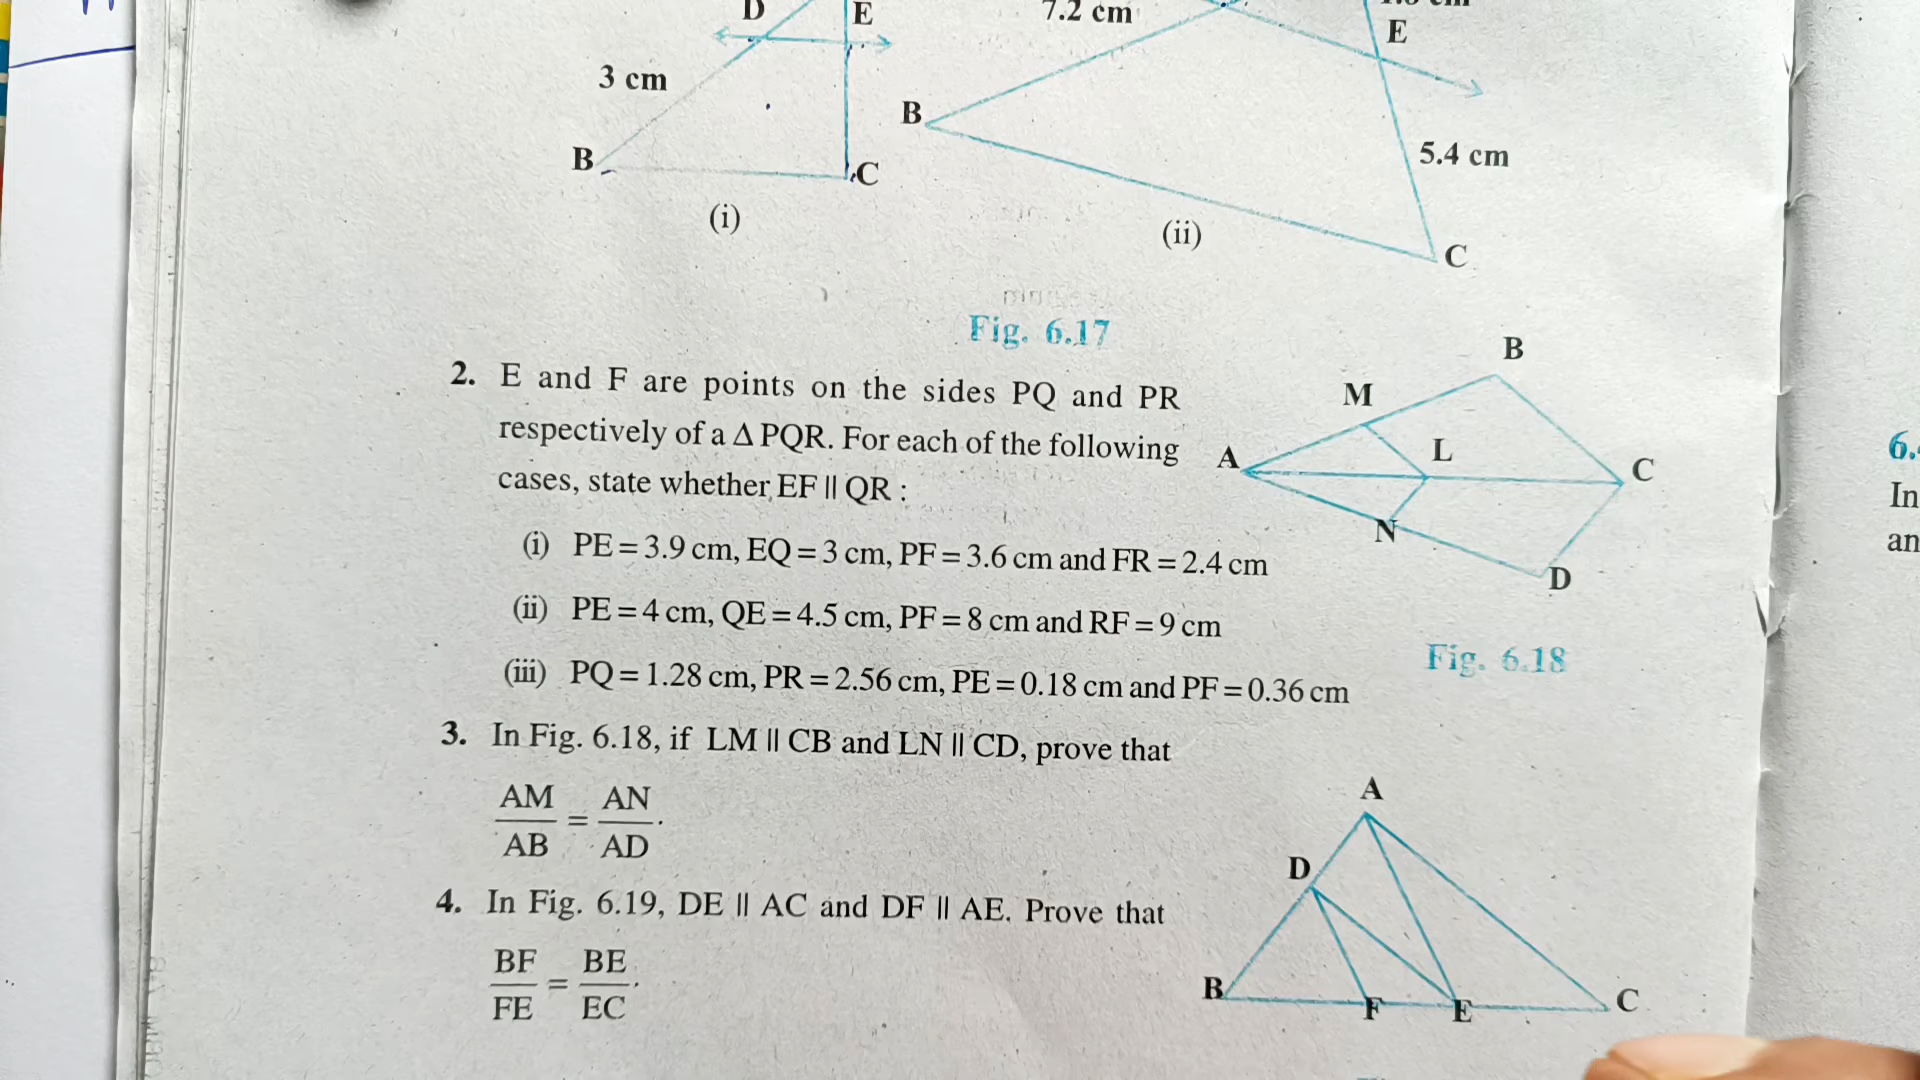 D
E
7.2 cm
E
3 cm
B
B
C
5.4 cm
C
(i)
(ii)
Fig. 6.17
2. E and F are points on the sides PQ and PR
respectively of a Δ PQR. For each of the following
cases, state whether EF || QR :
(i) PE = 3.9 cm, EQ = 3 cm, PF = 3.6 cm and FR = 2.4 cm
(ii) PE = 4 cm, QE = 4.5 cm, PF = 8 cm and RF = 9 cm
(iii) PQ = 1.28 cm, PR = 2.56 cm, PE = 0.18 cm and PF = 0.36 cm
B
M
A
L
C
N
D
Fig. 6.18
3. In Fig. 6.18, if LM || CB and LN || CD, prove that
AM/AB = AN/AD.
4. In Fig. 6.19, DE || AC and DF || AE. Prove that
BF/FE = BE/EC.
A
D
B
F
E
C
In
an